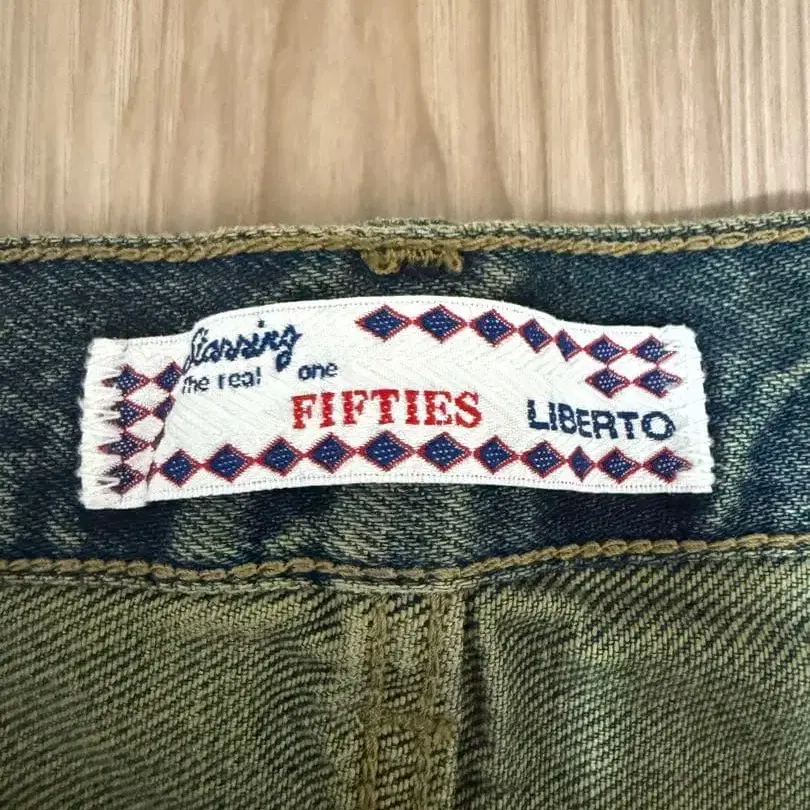 Starring
The real one
FIFTIES
LIBERTO